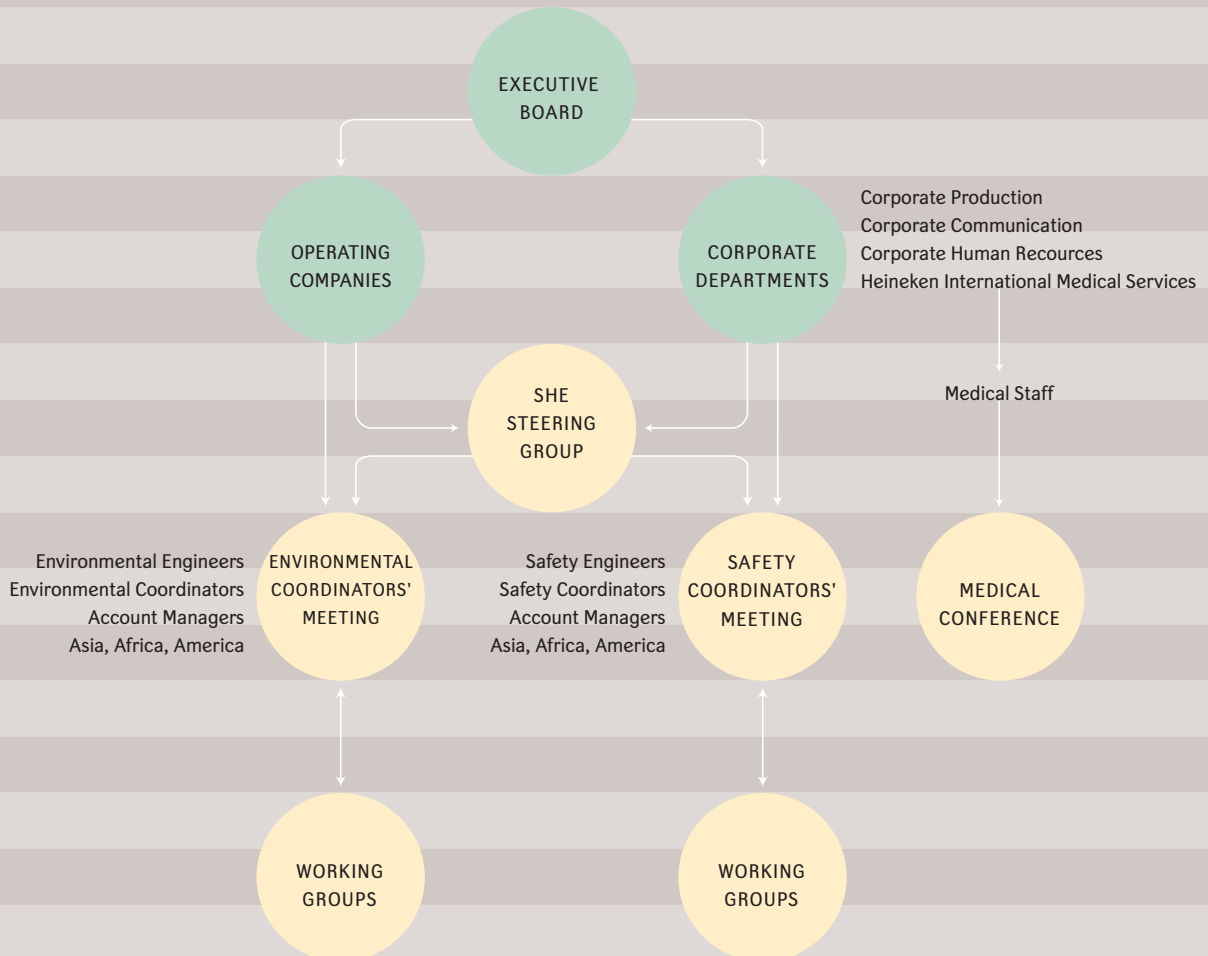 EXECUTIVE
BOARD
OPERATING
COMPANIES
CORPORATE
DEPARTMENTS
Corporate Production
Corporate Communication
Corporate Human Recources
Heineken International Medical Services
SHE
STEERING
GROUP
Medical Staff
Environmental Engineers
Environmental Coordinators
Account Managers
Asia, Africa, America
ENVIRONMENTAL
COORDINATORS'
MEETING
Safety Engineers
Safety Coordinators
Account Managers
Asia, Africa, America
SAFETY
COORDINATORS'
MEETING
MEDICAL
CONFERENCE
WORKING
GROUPS
WORKING
GROUPS